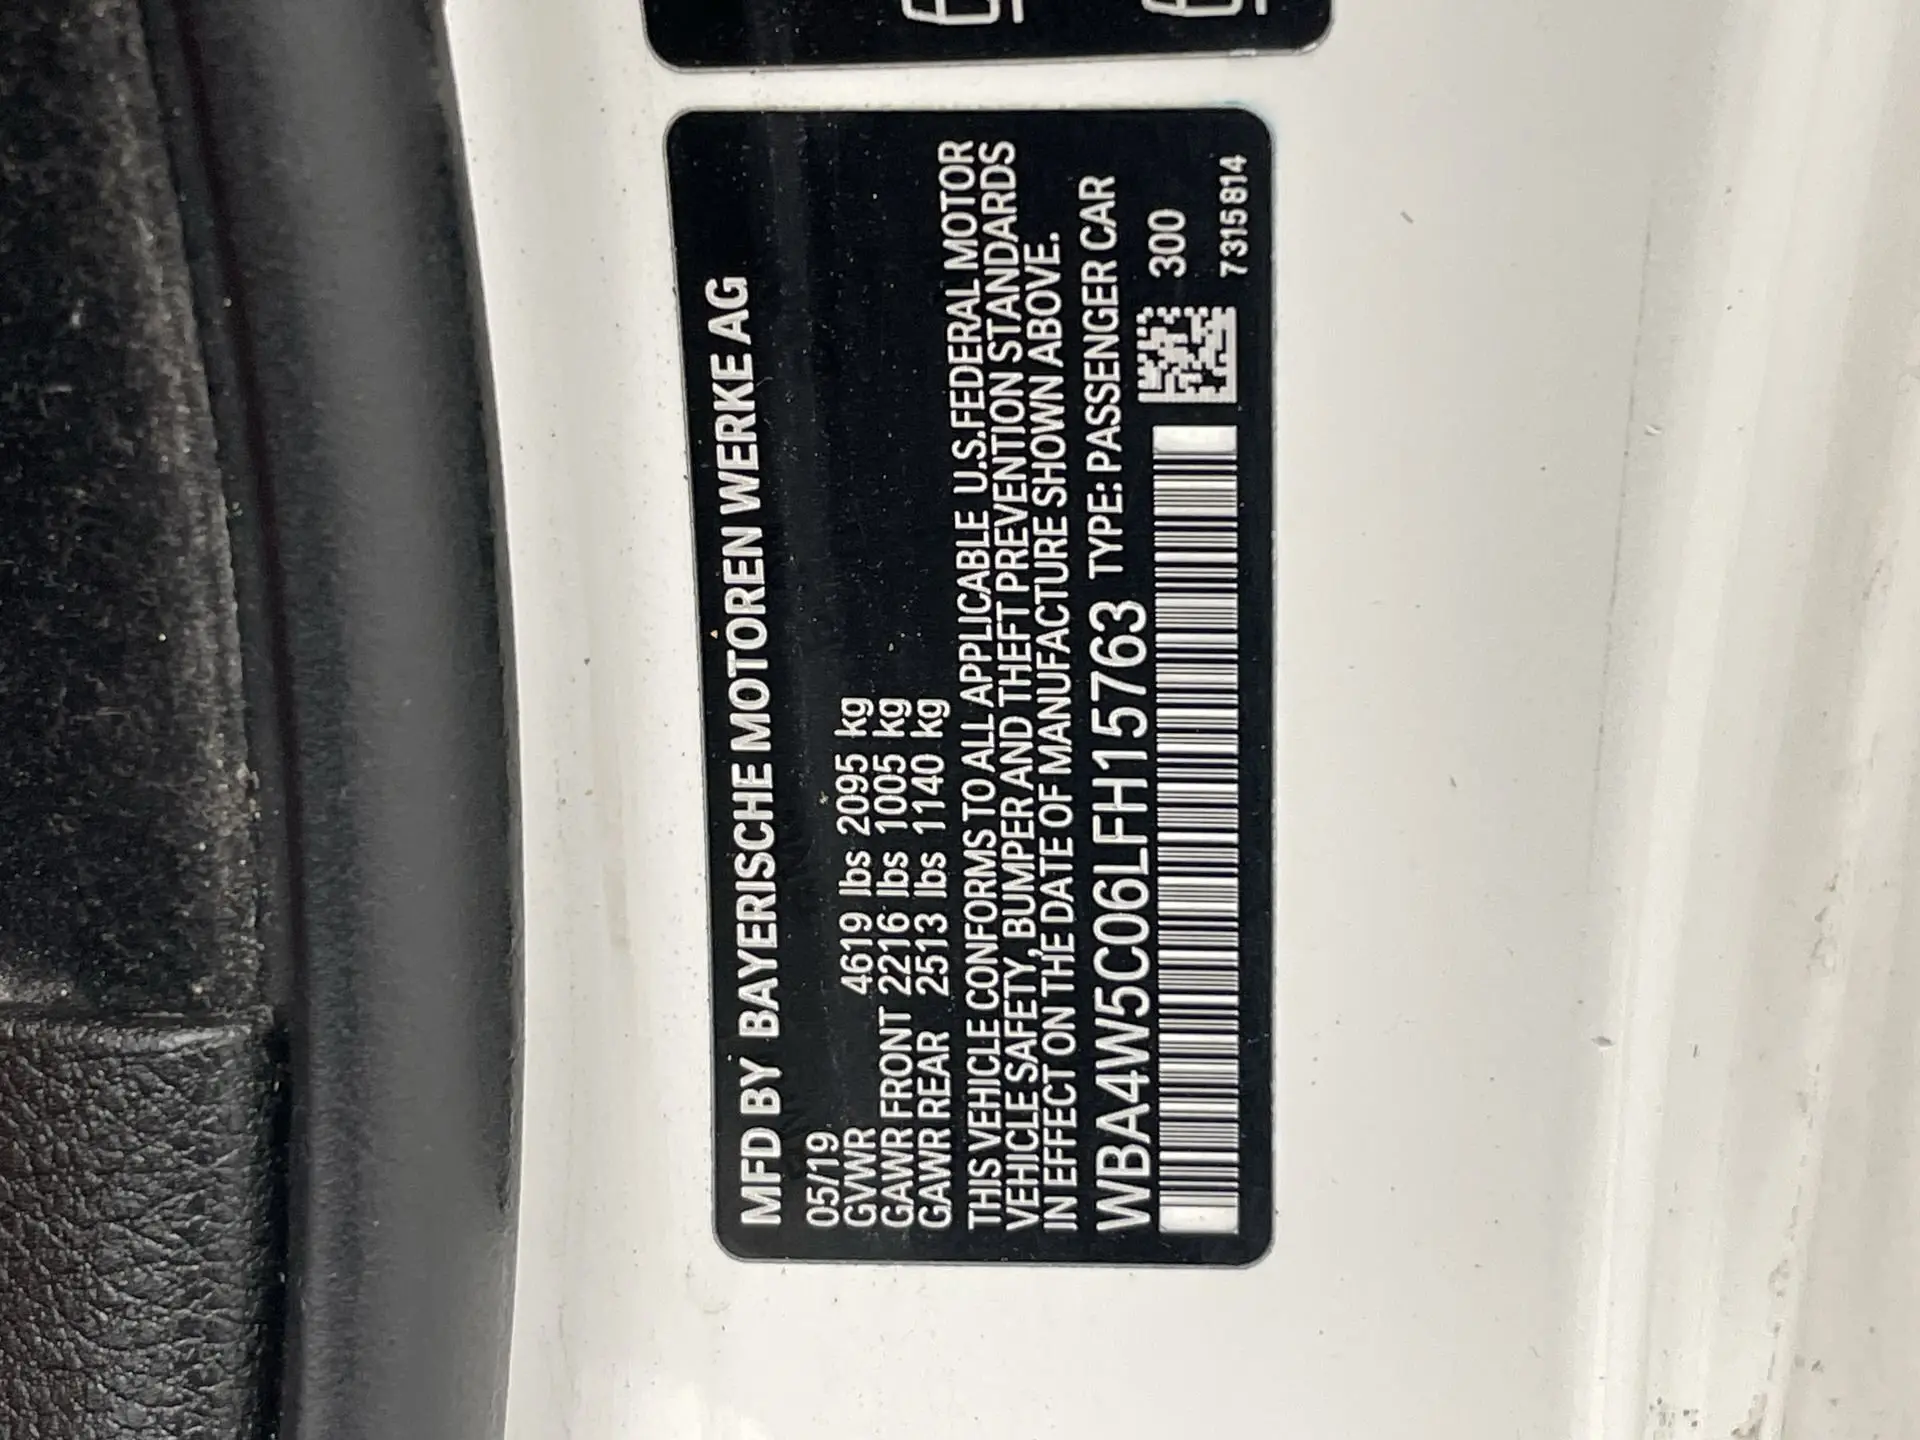 MFD BY BAYERISCHE MOTOREN WERKE AG
05/19
GVWR 4619 lbs 2095 kg
GAWR FRONT 2216 lbs 1005 kg
GAWR REAR 2513 lbs 1140 kg
THIS VEHICLE CONFORMS TO ALL APPLICABLE U.S.FEDERAL MOTOR
VEHICLE SAFETY, BUMPER AND THEFT PREVENTION STANDARDS
IN EFFECT ON THE DATE OF MANUFACTURE SHOWN ABOVE.
WBA4W5C06LFH15763 TYPE: PASSENGER CAR
300
7315814